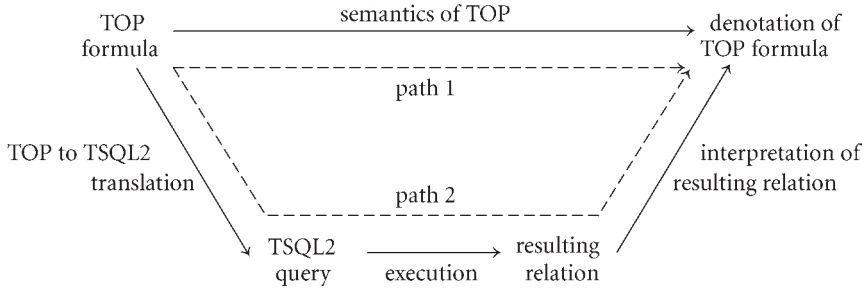 semantics of TOP
TOP
formula
denotation of
TOP formula
path 1
TOP to TSQL2
translation
interpretation of
resulting relation
path 2
TSQL2
query
execution
resulting
relation